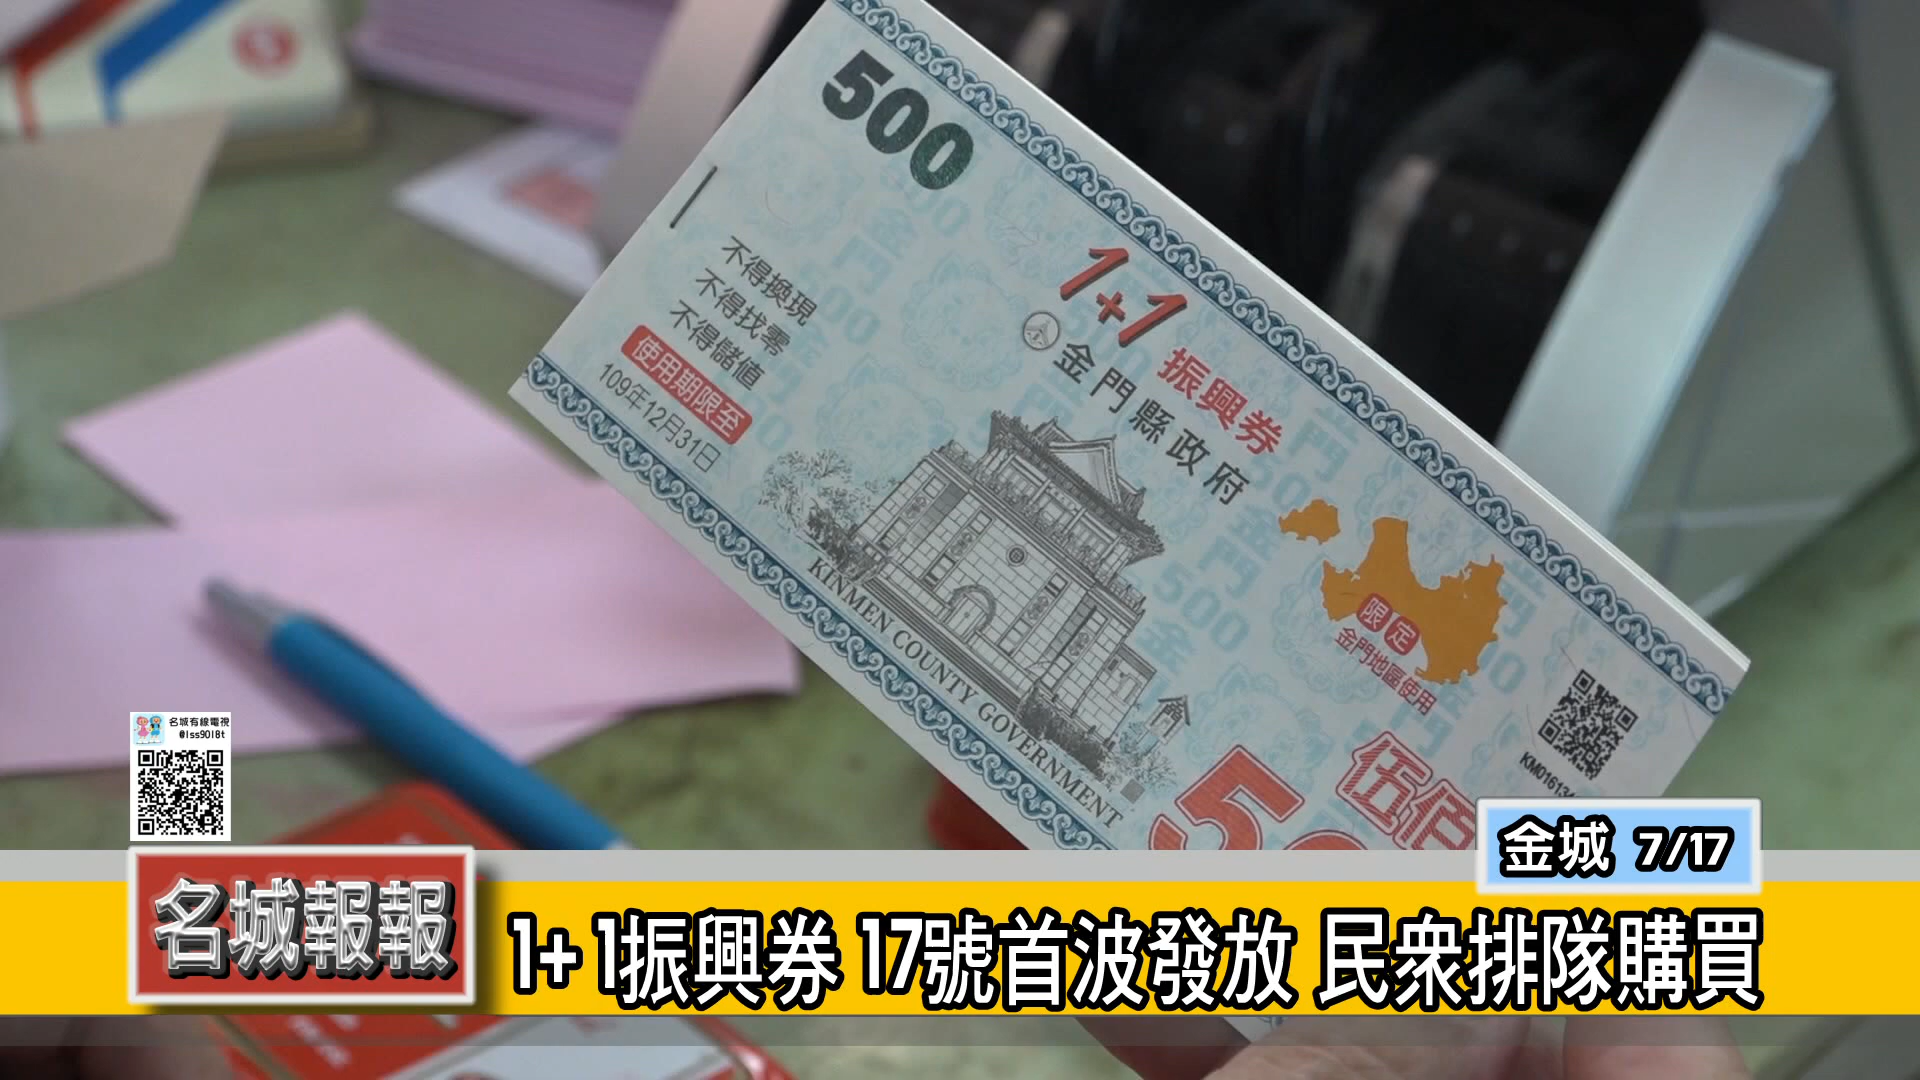 500
1+1
振興券
金門縣政府
不得換現
不得找零
不得儲值
使用期限至
109年12月31日
KINMEN COUNTY GOVERNMENT
限定
金門地區使用
伍佰
名城有線電視
金城 7/17
名城報報
1+1振興券 17號首波發放 民眾排隊購買